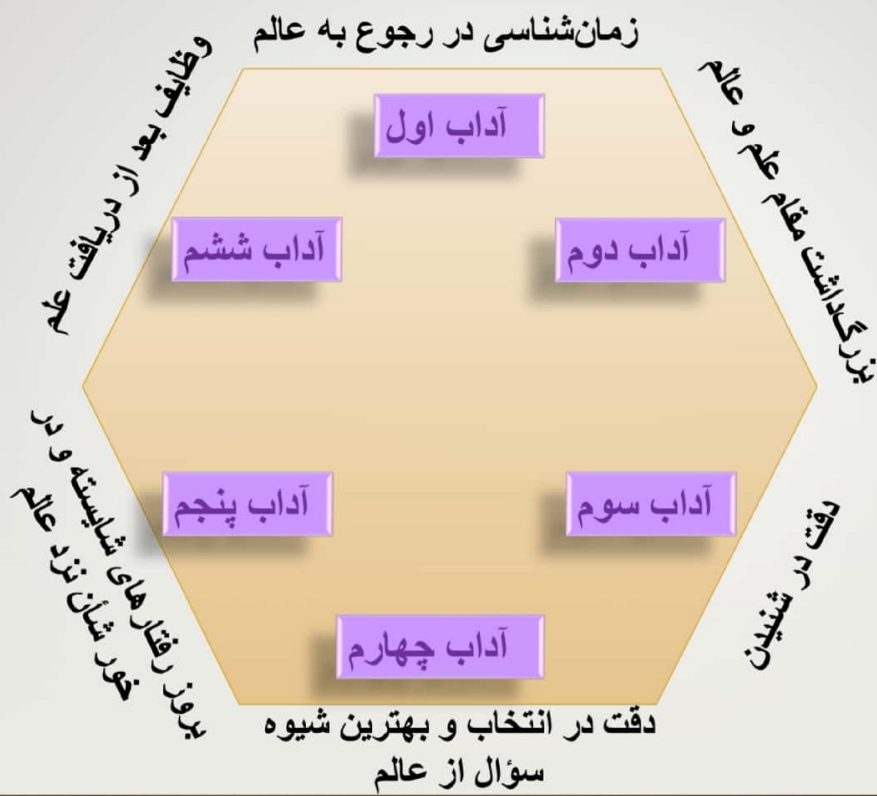 زمان‌شناسی در رجوع به عالم
آداب اول
بزرگ‌داشت مقام علم و عالم
آداب دوم
دقت در شنیدن
آداب سوم
آداب چهارم
دقت در انتخاب و بهترین شیوه
سؤال از عالم
آداب پنجم
بروز رفتارهای شایسته و در
خور شأن نزد عالم
آداب ششم
وظایف بعد از دریافت علم